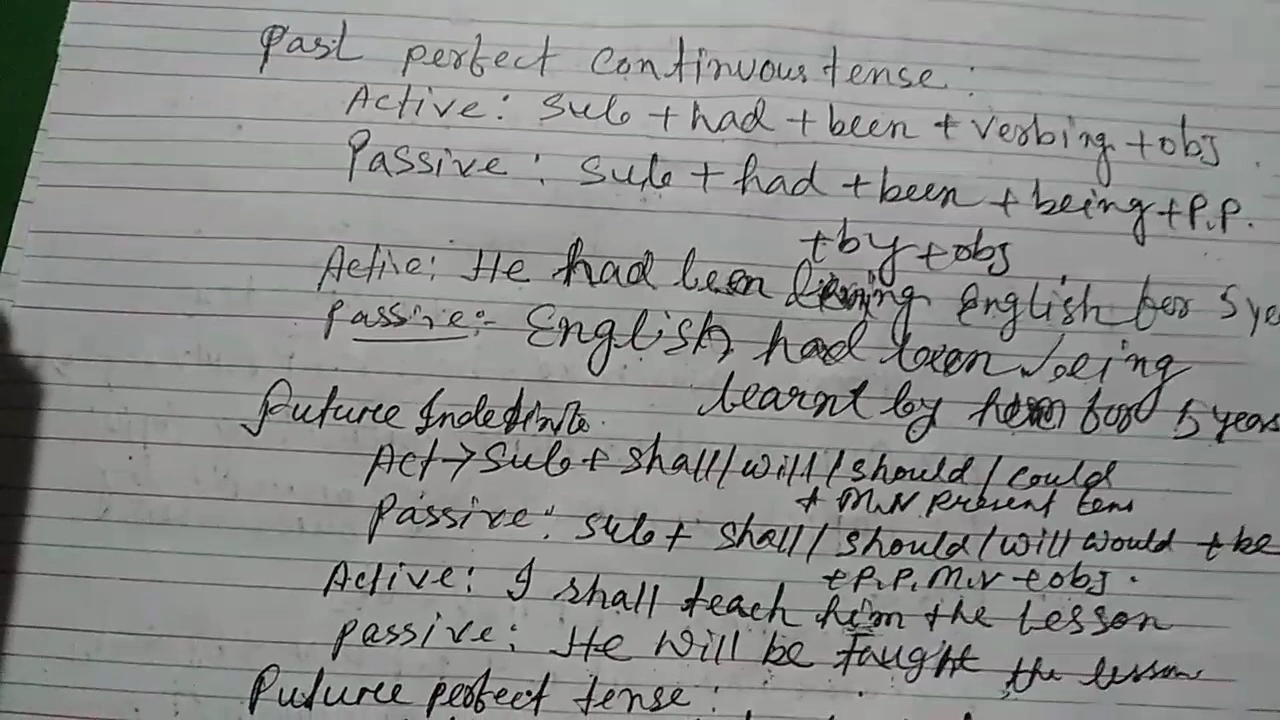 Past perfect continuous tense:
Active: Sub + had + been + verbing + obj
Passive: Sub + had + been + being + P.P.
+ by + obj
Active: He had been learning English for 5 ye
Passive:- English had been being
learnt by him for 5 years
Future Indefinite.
Act → Sub + shall/will/should/could
+ M.V present tens
Passive: Sub + shall/should/will would + be
+ P.P. M.V + obj.
Active: I shall teach him the Lesson
Passive: He will be taught the lesson
Future perfect tense: